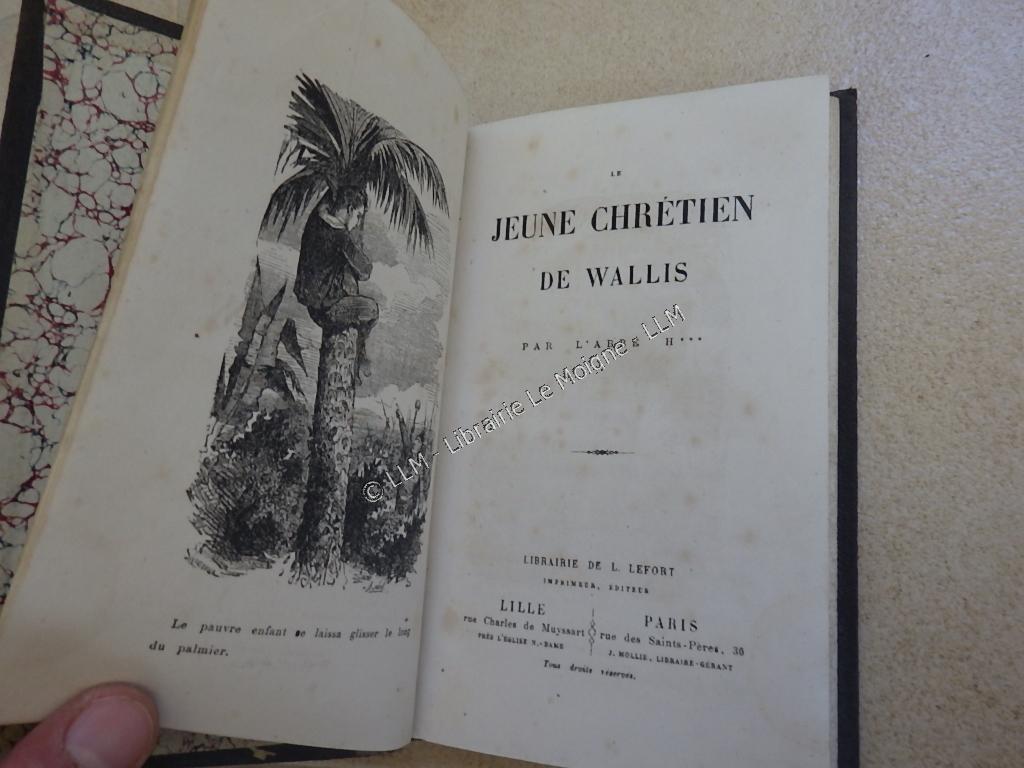 Le pauvre enfant se laissa glisser le long
du palmier.
LE
JEUNE CHRÉTIEN
DE WALLIS
PAR L'ABBÉ H***
© LLM - Librairie Le Moigne - LLM
LIBRAIRIE DE L. LEFORT
IMPRIMEUR, ÉDITEUR
LILLE
rue Charles de Muyssart
PRÈS L'ÉGLISE N.-DAME
PARIS
rue des Saints-Pères, 30
J. MOLLIE, LIBRAIRE-GÉRANT
Tous droits réservés.